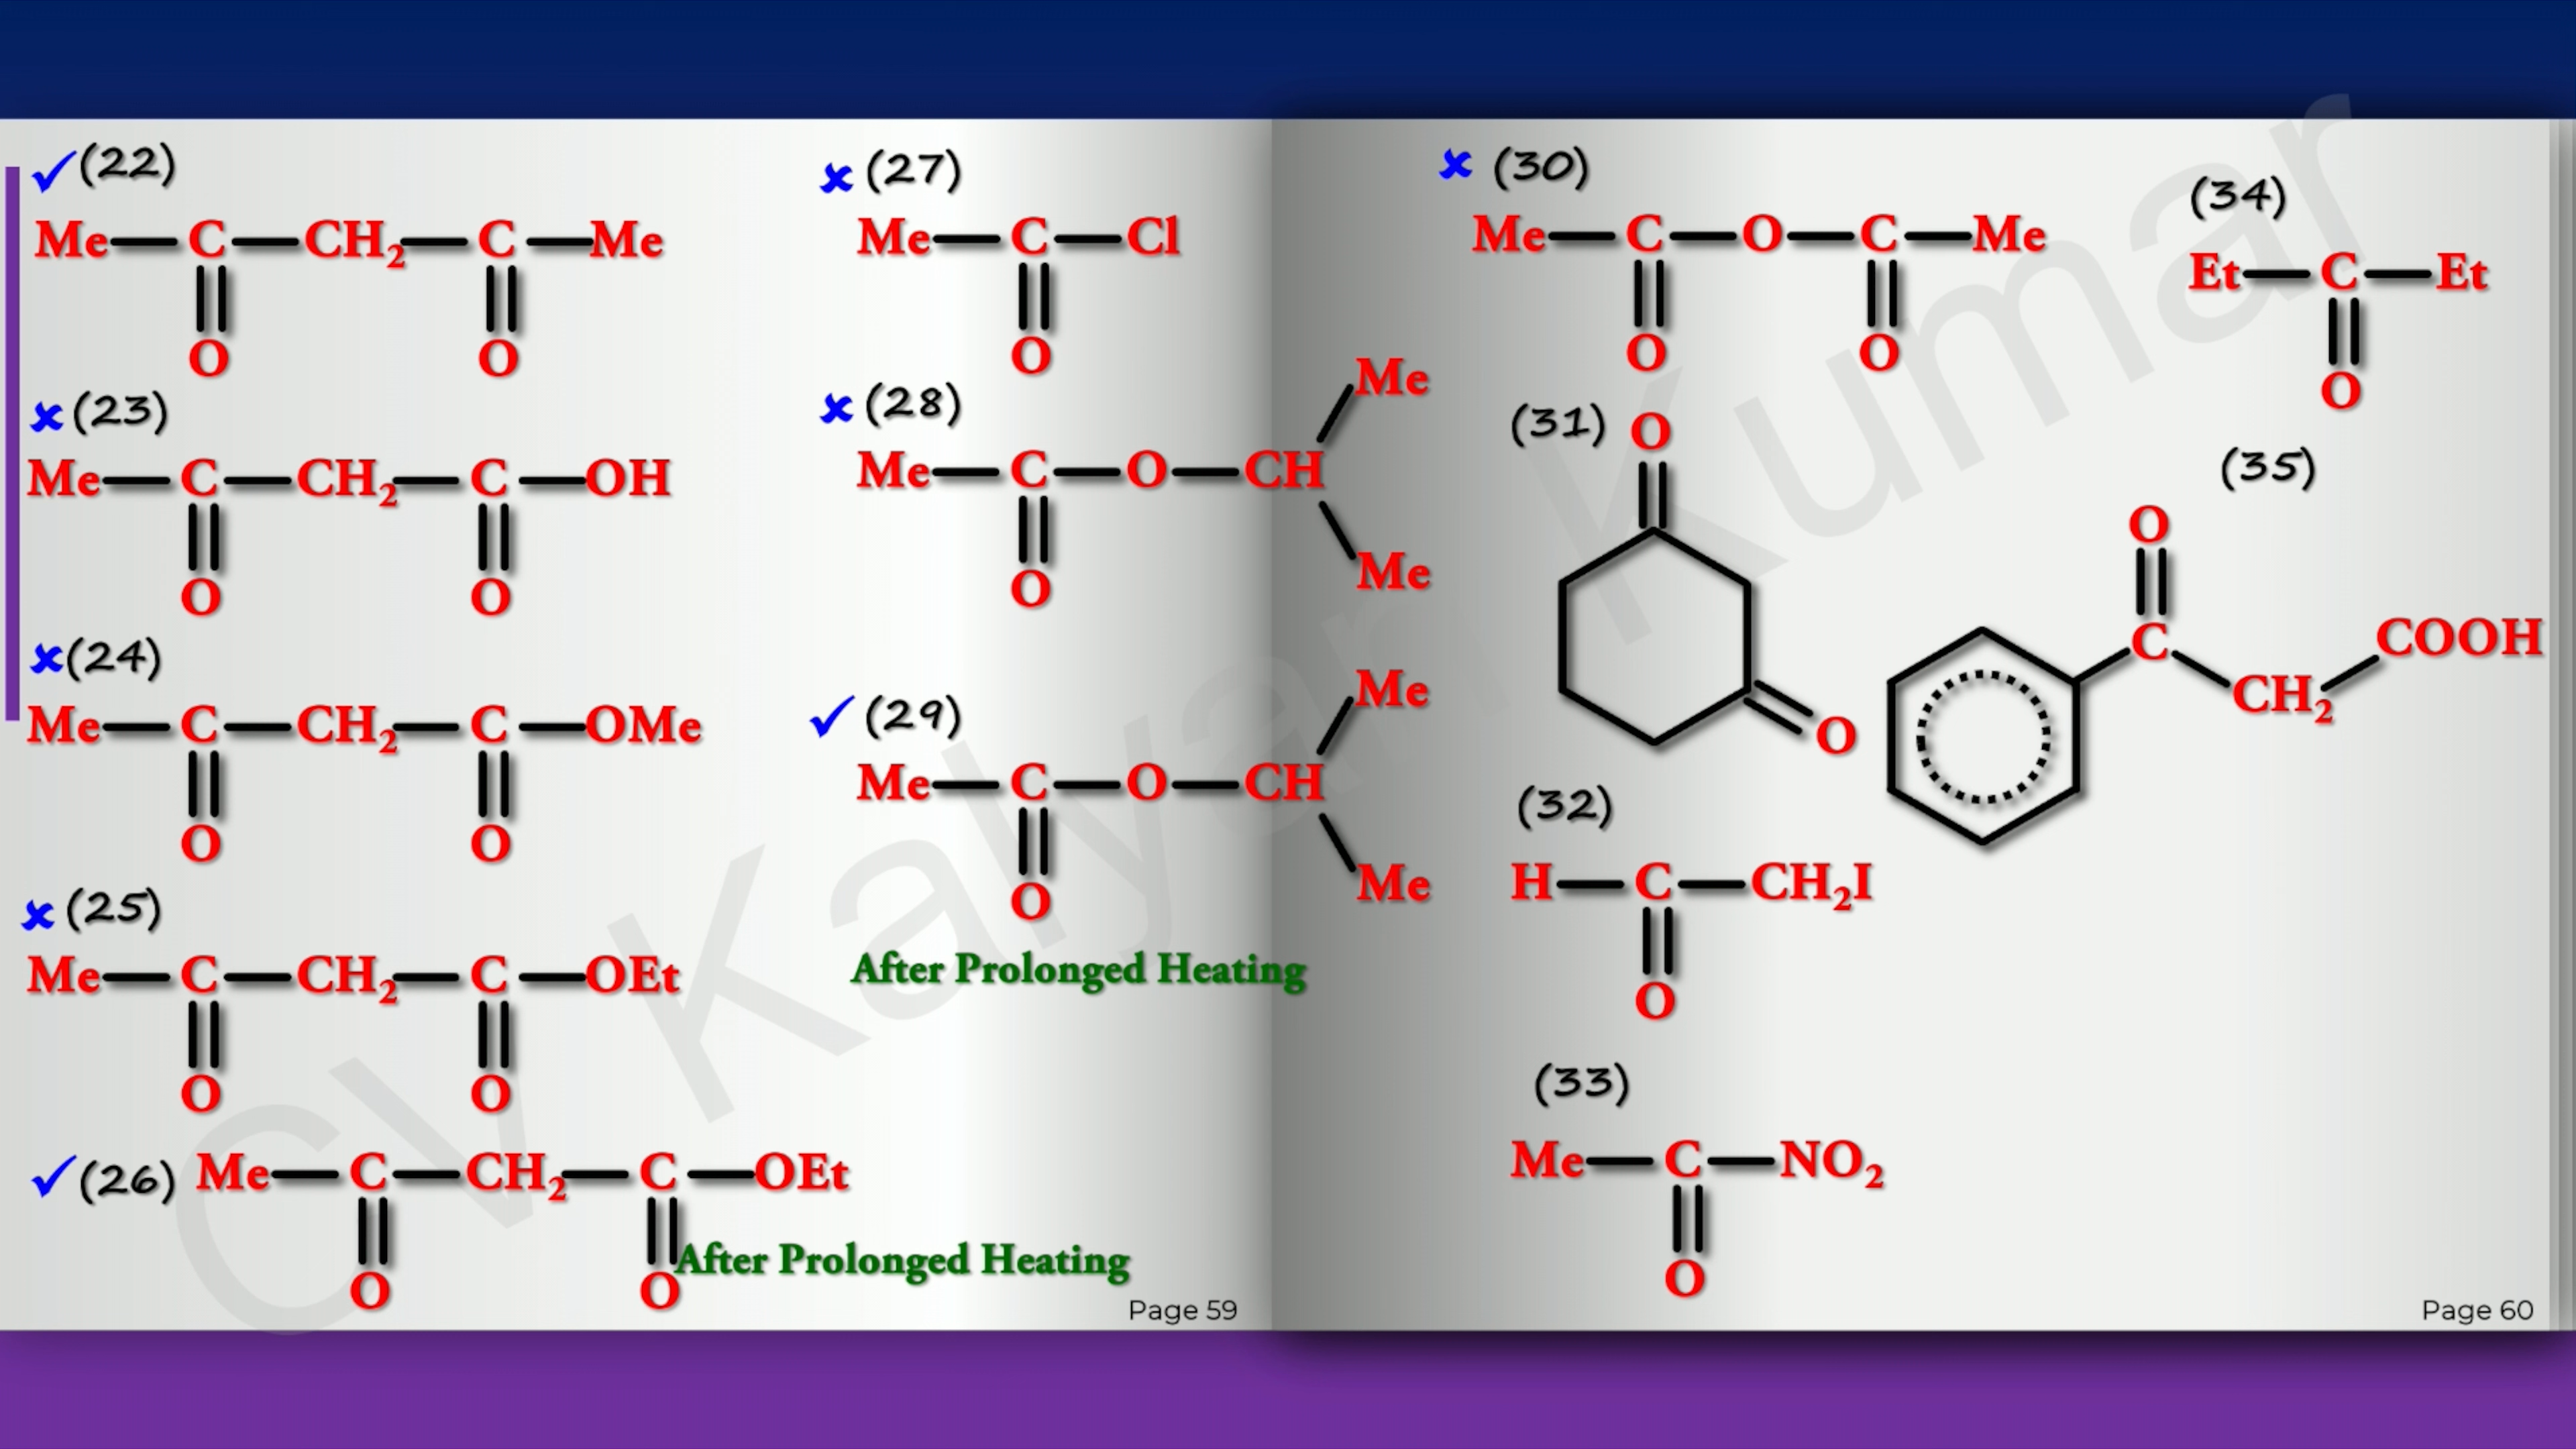 ✓(22)
Me—C—CH₂—C—Me
O O
✘(23)
Me—C—CH₂—C—OH
O O
✘(24)
Me—C—CH₂—C—OMe
O O
✘(25)
Me—C—CH₂—C—OEt
O O
✓(26) Me—C—CH₂—C—OEt
O O
After Prolonged Heating
✘(27)
Me—C—Cl
O
✘(28)
Me
Me—C—O—CH
O
Me
✓(29)
Me
Me—C—O—CH
O
Me
After Prolonged Heating
Page 59
✘(30)
Me—C—O—C—Me
O O
(31)
O
O
(32)
H—C—CH₂I
O
(33)
Me—C—NO₂
O
(34)
Et—C—Et
O
(35)
O
C
CH₂
COOH
Page 60
CV Kalyan Kumar